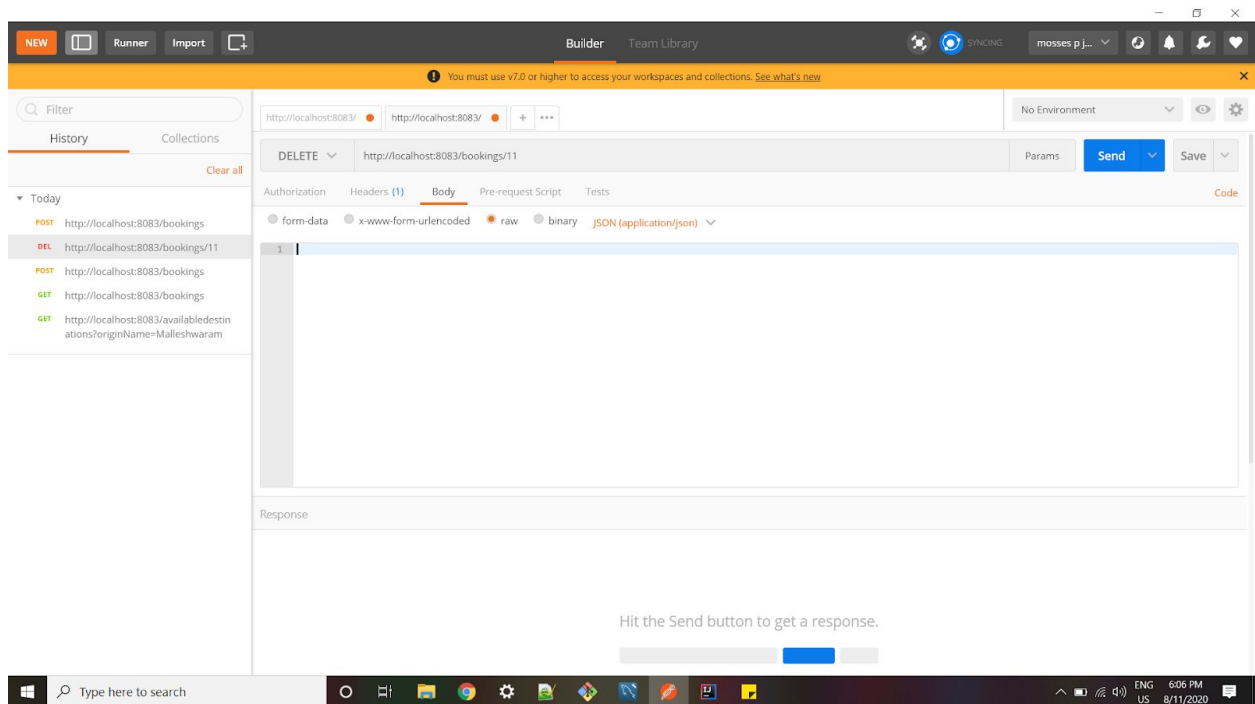 NEW Runner Import Builder Team Library SYNCING mosses p j...
You must use v7.0 or higher to access your workspaces and collections. See what's new
Filter
History Collections
Clear all
Today
POST http://localhost:8083/bookings
DEL http://localhost:8083/bookings/11
POST http://localhost:8083/bookings
GET http://localhost:8083/bookings
GET http://localhost:8083/availabledestin
ations?originName=Malleshwaram
http://localhost:8083/ http://localhost:8083/ + ••• No Environment
DELETE http://localhost:8083/bookings/11 Params Send Save
Authorization Headers (1) Body Pre-request Script Tests Code
form-data x-www-form-urlencoded raw binary JSON (application/json)
1
Response
Hit the Send button to get a response.
Type here to search ENG 6:06 PM
US 8/11/2020